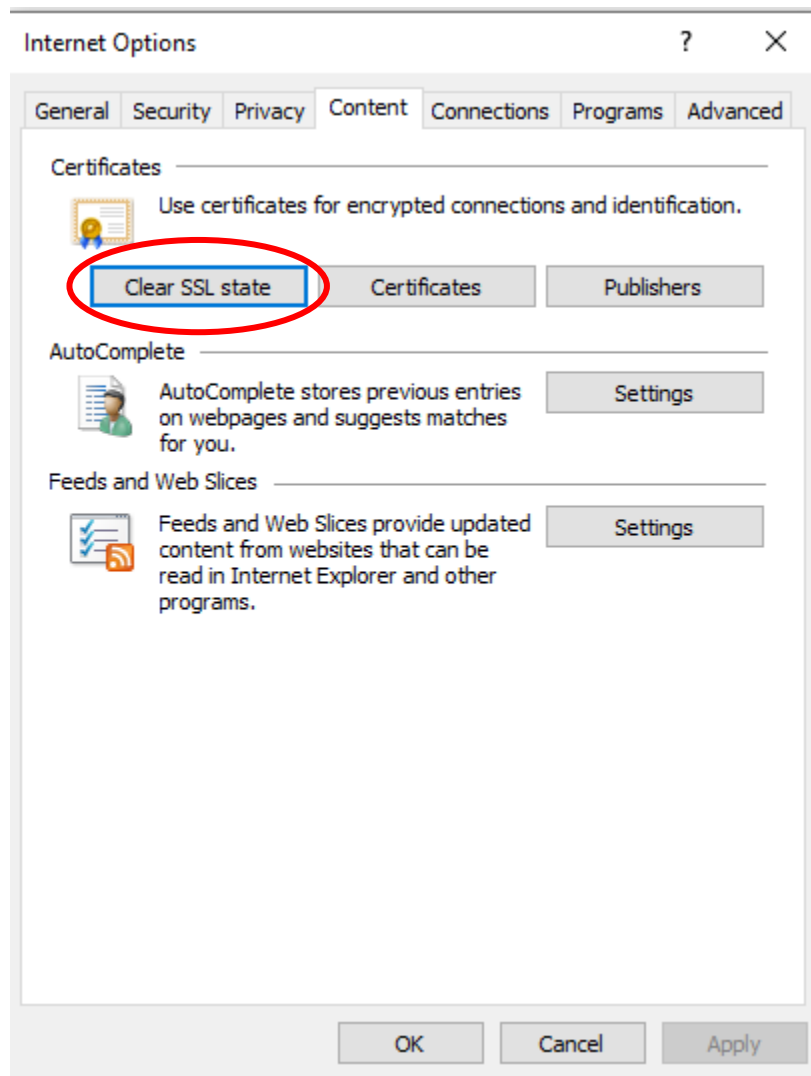 Internet Options ?
General Security Privacy Content Connections Programs Advanced
Certificates
Use certificates for encrypted connections and identification.
Clear SSL state Certificates Publishers
AutoComplete
AutoComplete stores previous entries
on webpages and suggests matches
for you.
Settings
Feeds and Web Slices
Feeds and Web Slices provide updated
content from websites that can be
read in Internet Explorer and other
programs.
Settings
OK Cancel Apply